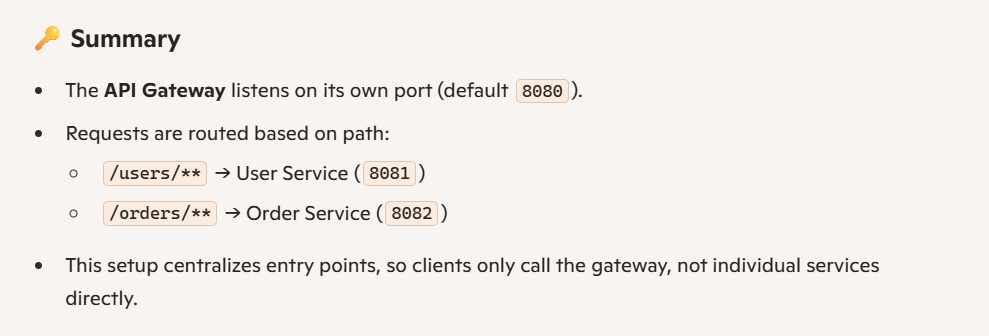 🔑 Summary
• The API Gateway listens on its own port (default 8080).
• Requests are routed based on path:
○ /users/** → User Service (8081)
○ /orders/** → Order Service (8082)
• This setup centralizes entry points, so clients only call the gateway, not individual services
directly.